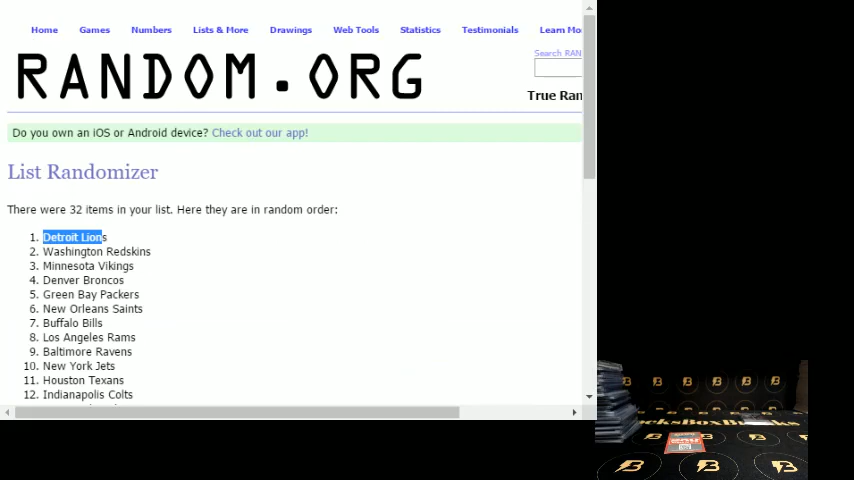 Home Games Numbers Lists & More Drawings Web Tools Statistics Testimonials Learn Mo
Search RAN
RANDOM.ORG
True Ran
Do you own an iOS or Android device? Check out our app!
List Randomizer
There were 32 items in your list. Here they are in random order:
1. Detroit Lions
2. Washington Redskins
3. Minnesota Vikings
4. Denver Broncos
5. Green Bay Packers
6. New Orleans Saints
7. Buffalo Bills
8. Los Angeles Rams
9. Baltimore Ravens
10. New York Jets
11. Houston Texans
12. Indianapolis Colts